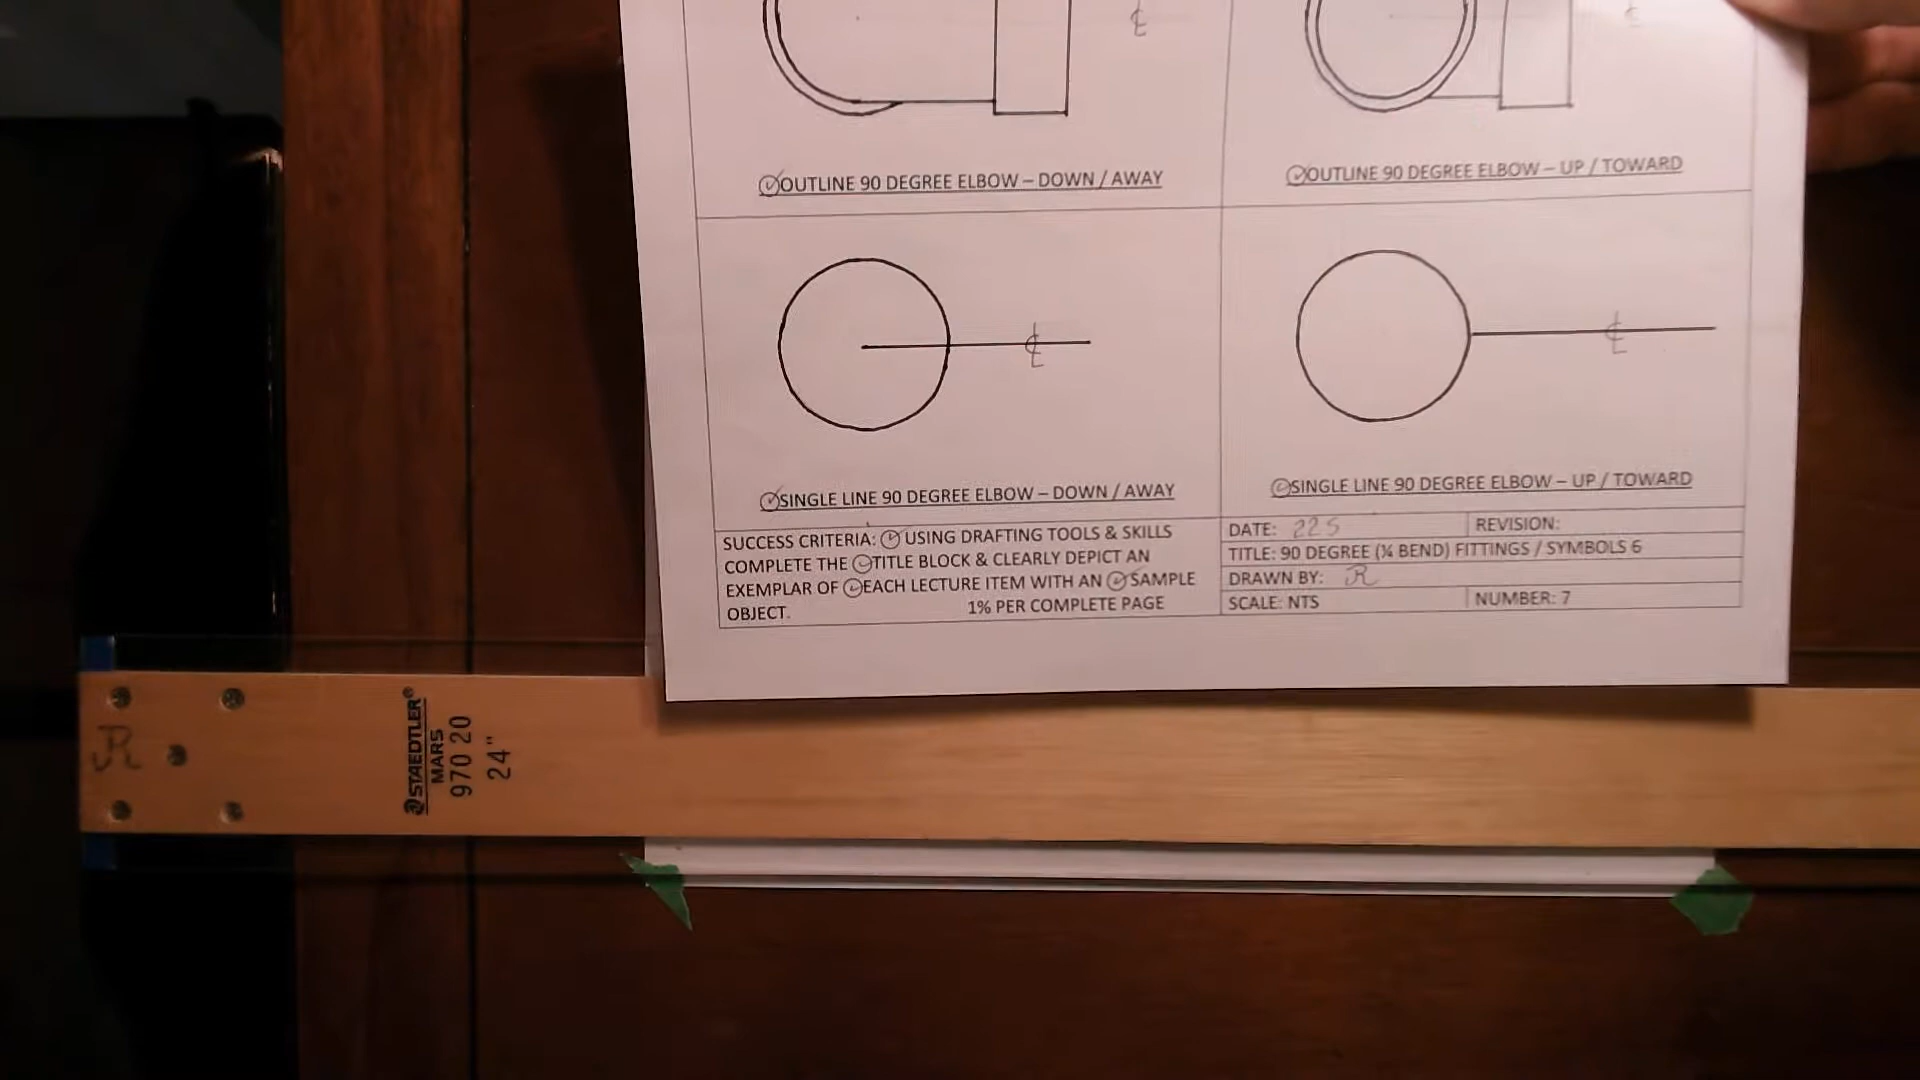 ℄
℄
OUTLINE 90 DEGREE ELBOW – DOWN / AWAY
OUTLINE 90 DEGREE ELBOW – UP / TOWARD
℄
℄
SINGLE LINE 90 DEGREE ELBOW – DOWN / AWAY
SINGLE LINE 90 DEGREE ELBOW – UP / TOWARD
SUCCESS CRITERIA: USING DRAFTING TOOLS & SKILLS
COMPLETE THE TITLE BLOCK & CLEARLY DEPICT AN
EXEMPLAR OF EACH LECTURE ITEM WITH AN SAMPLE
OBJECT. 1% PER COMPLETE PAGE
DATE: 225 REVISION:
TITLE: 90 DEGREE (¼ BEND) FITTINGS / SYMBOLS 6
DRAWN BY: R
SCALE: NTS NUMBER: 7
R
STAEDTLER®
MARS
970 20
24"